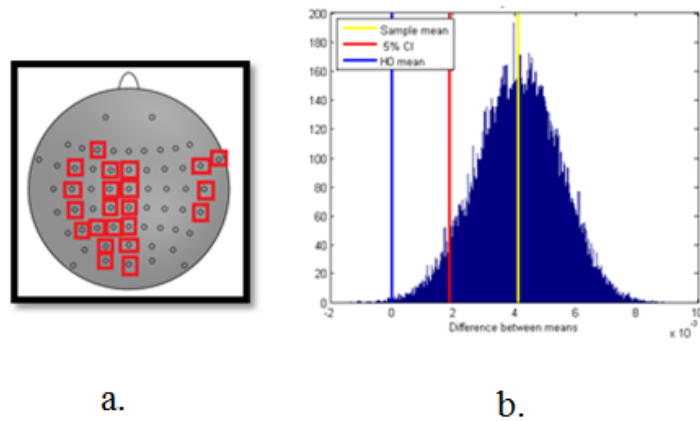 200
180
160
140
120
100
80
60
40
20
0
Sample mean
5% CI
H0 mean
-2 0 2 4 6 8 10
Difference between means
x 10^-3
a.
b.